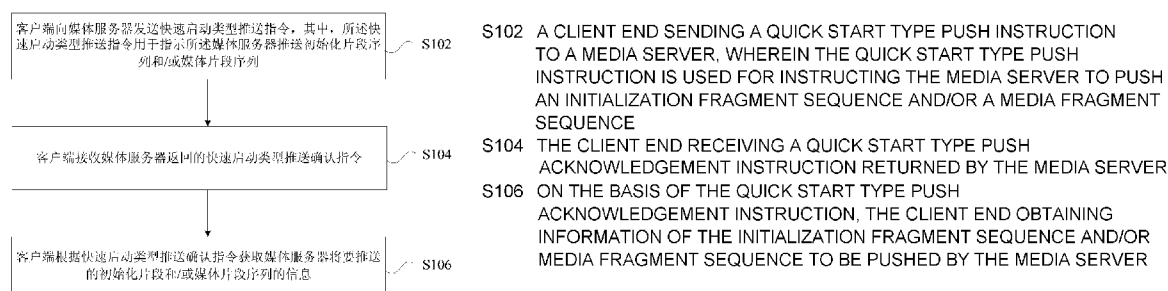 客户端向媒体服务器发送快速启动类型推送指令，其中，所述快
速启动类型推送指令用于指示所述媒体服务器推送初始化片段序
列和/或媒体片段序列
S102
客户端接收媒体服务器返回的快速启动类型推送确认指令
S104
客户端根据快速启动类型推送确认指令获取媒体服务器将要推送
的初始化片段和/或媒体片段序列的信息
S106
S102 A CLIENT END SENDING A QUICK START TYPE PUSH INSTRUCTION
TO A MEDIA SERVER, WHEREIN THE QUICK START TYPE PUSH
INSTRUCTION IS USED FOR INSTRUCTING THE MEDIA SERVER TO PUSH
AN INITIALIZATION FRAGMENT SEQUENCE AND/OR A MEDIA FRAGMENT
SEQUENCE
S104 THE CLIENT END RECEIVING A QUICK START TYPE PUSH
ACKNOWLEDGEMENT INSTRUCTION RETURNED BY THE MEDIA SERVER
S106 ON THE BASIS OF THE QUICK START TYPE PUSH
ACKNOWLEDGEMENT INSTRUCTION, THE CLIENT END OBTAINING
INFORMATION OF THE INITIALIZATION FRAGMENT SEQUENCE AND/OR
MEDIA FRAGMENT SEQUENCE TO BE PUSHED BY THE MEDIA SERVER